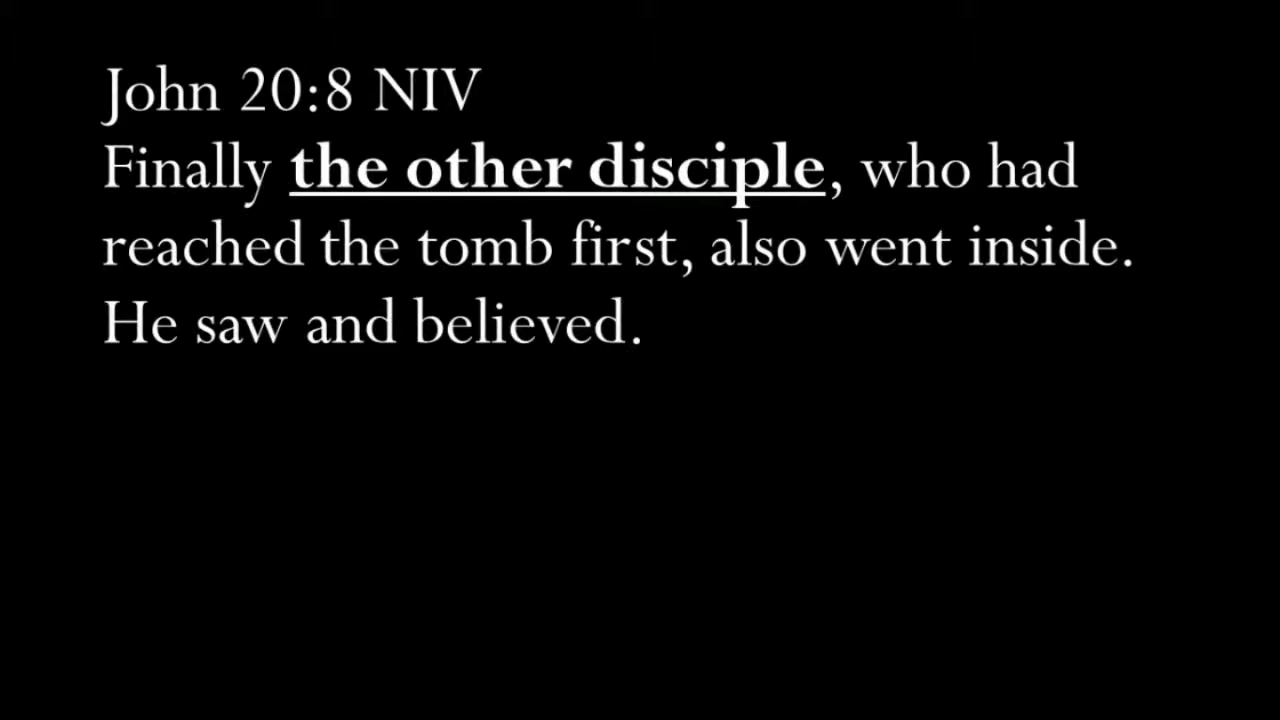 John 20:8 NIV
Finally the other disciple, who had
reached the tomb first, also went inside.
He saw and believed.